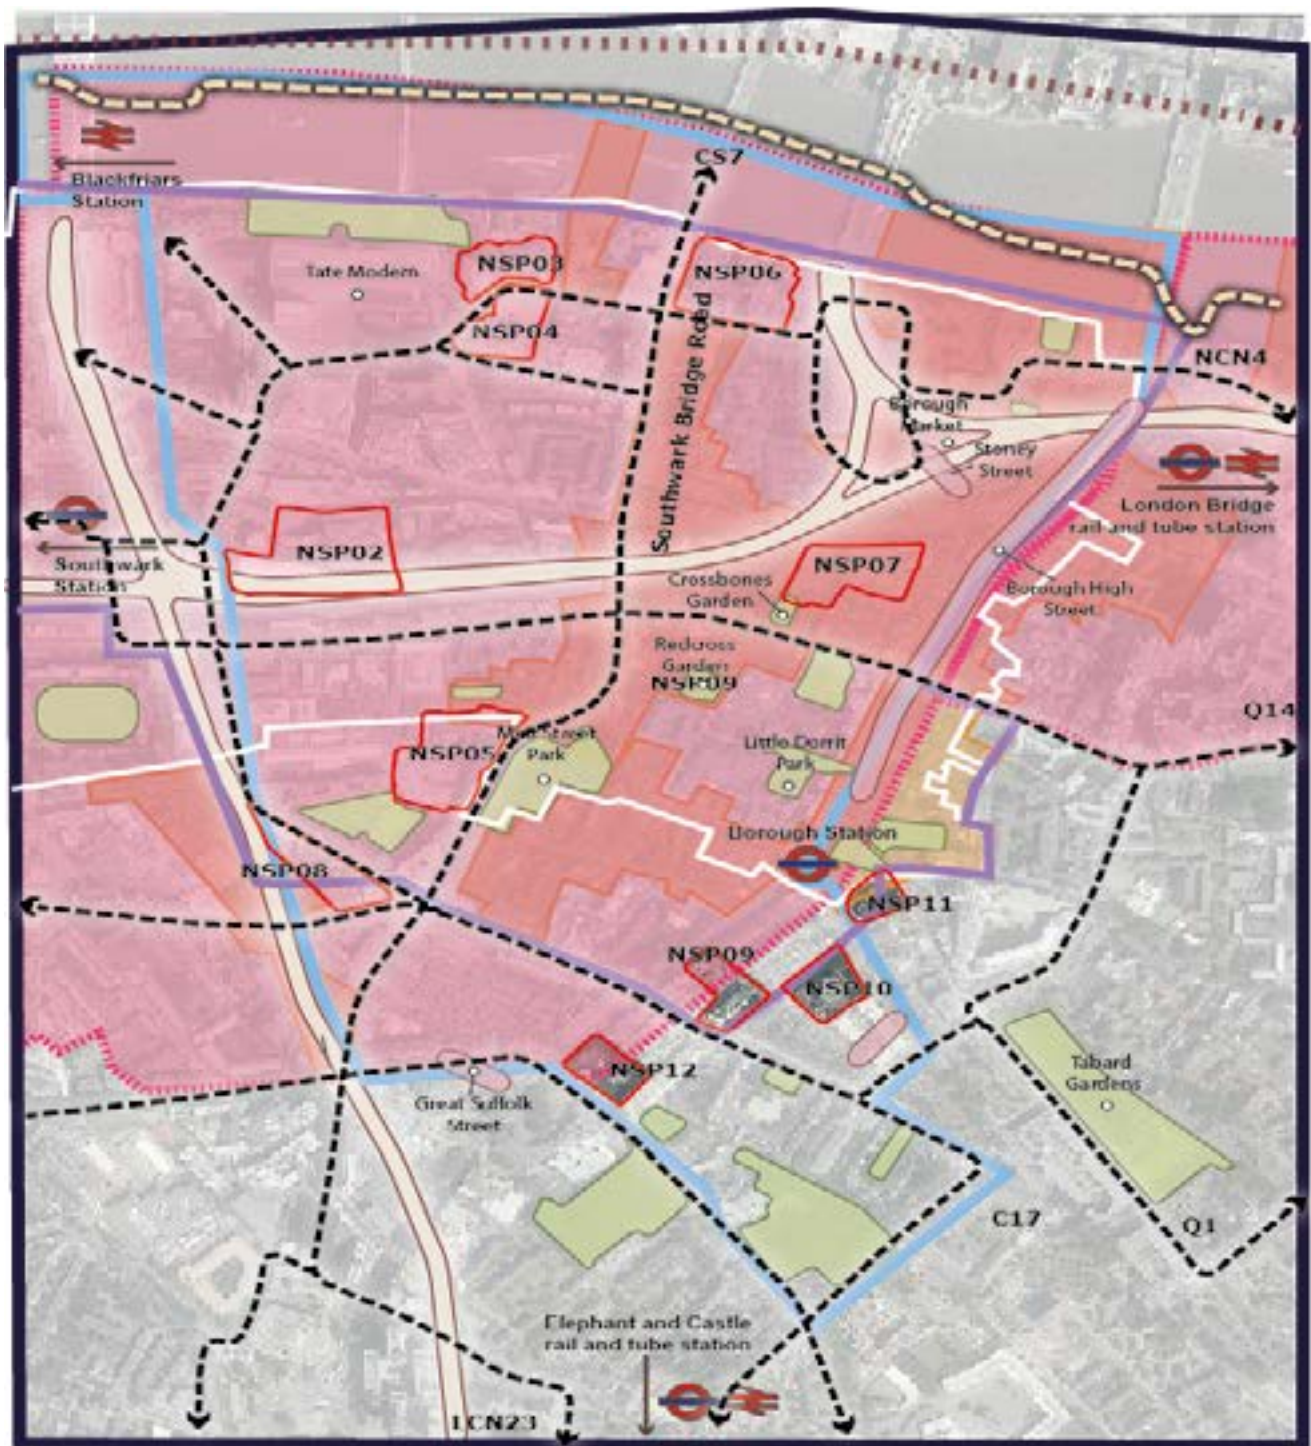 CS7
Blackfriars
Station
Tate Modern
NSP03
NSP06
NSP04
Southwark Bridge Road
NCN4
Borough
Market
Stoney
Street
London Bridge
rail and tube station
NSP02
Southwark
Station
NSP07
Crossbones
Garden
Borough High
Street
Redcross
Garden
NSP09
Q14
NSP05
Mint Street
Park
Little Dorrit
Park
Borough Station
NSP08
NSP11
NSP09
NSP10
NSP12
Tabard
Gardens
Great Suffolk
Street
C17
Q1
Elephant and Castle
rail and tube station
LCN23